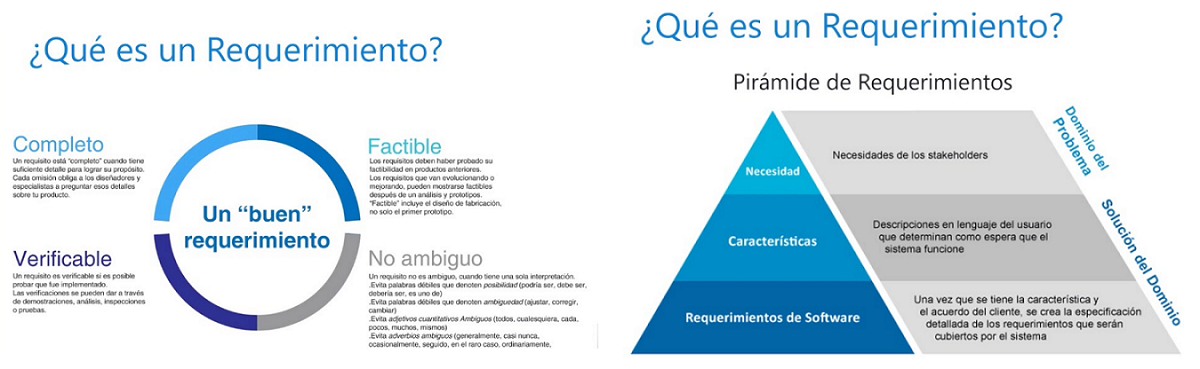 ¿Qué es un Requerimiento?
Completo
Un requisito está “completo” cuando tiene
suficiente detalle para lograr su propósito.
Cada omisión obliga a los diseñadores y
especialistas a preguntar esos detalles
sobre tu producto.
Factible
Los requisitos deben haber probado su
factibilidad en productos anteriores.
Los requisitos que van evolucionando o
mejorando, pueden mostrarse factibles
después de un análisis y prototipos.
“Factible” incluye el diseño de fabricación,
no solo el primer prototipo.
Un “buen”
requerimiento
Verificable
Un requisito es verificable si es posible
probar que fue implementado.
Las verificaciones se pueden dar a través
de demostraciones, análisis, inspecciones
o pruebas.
No ambiguo
Un requisito no es ambiguo, cuando tiene una sola interpretación.
.Evita palabras débiles que denoten posibilidad (podría ser, debe ser,
debería ser, es uno de)
.Evita palabras débiles que denoten ambiguedad (ajustar, corregir,
cambiar)
.Evita adjetivos cuantitativos Ambiguos (todos, cualesquiera, cada,
pocos, muchos, mismos)
.Evita adverbios ambiguos (generalmente, casi nunca,
ocasionalmente, seguido, en el raro caso, ordinariamente,
¿Qué es un Requerimiento?
Pirámide de Requerimientos
Necesidad
Necesidades de los stakeholders
Dominio del
Problema
Características
Descripciones en lenguaje del usuario
que determinan como espera que el
sistema funcione
Solución del Dominio
Requerimientos de Software
Una vez que se tiene la característica y
el acuerdo del cliente, se crea la especificación
detallada de los requerimientos que serán
cubiertos por el sistema